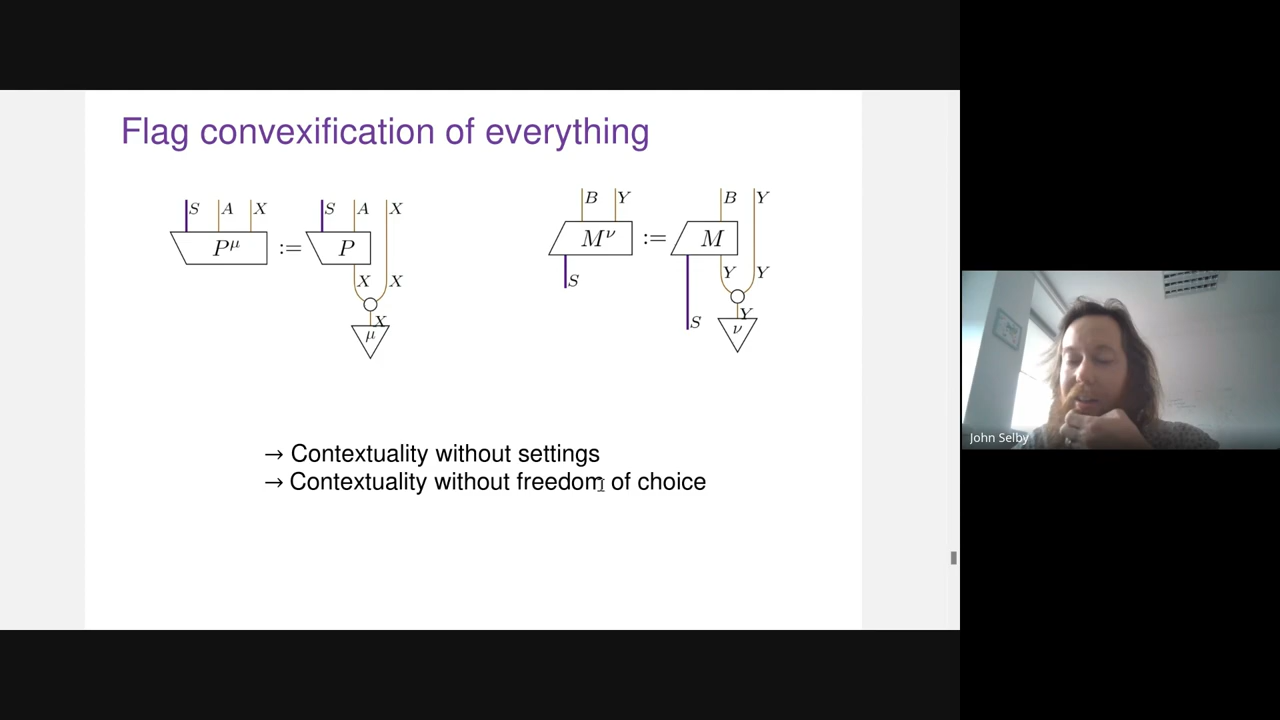 Flag convexification of everything
S A X S A X
P^μ := P
X X
X
μ
B Y B Y
M^ν := M
S Y Y
S Y
ν
→ Contextuality without settings
→ Contextuality without freedom of choice
John Selby